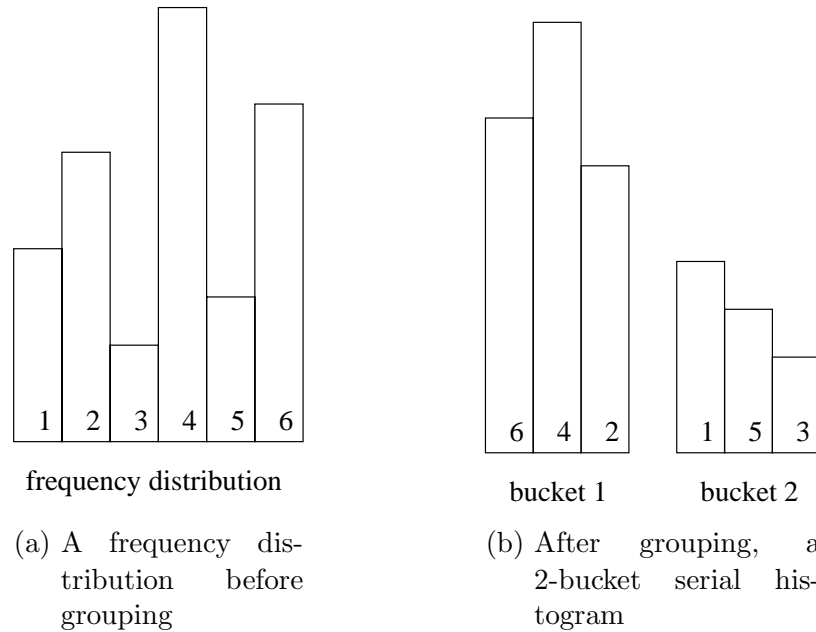 1 2 3 4 5 6
frequency distribution
(a) A frequency dis-
tribution before
grouping
6 4 2
1 5 3
bucket 1
bucket 2
(b) After grouping, a
2-bucket serial his-
togram